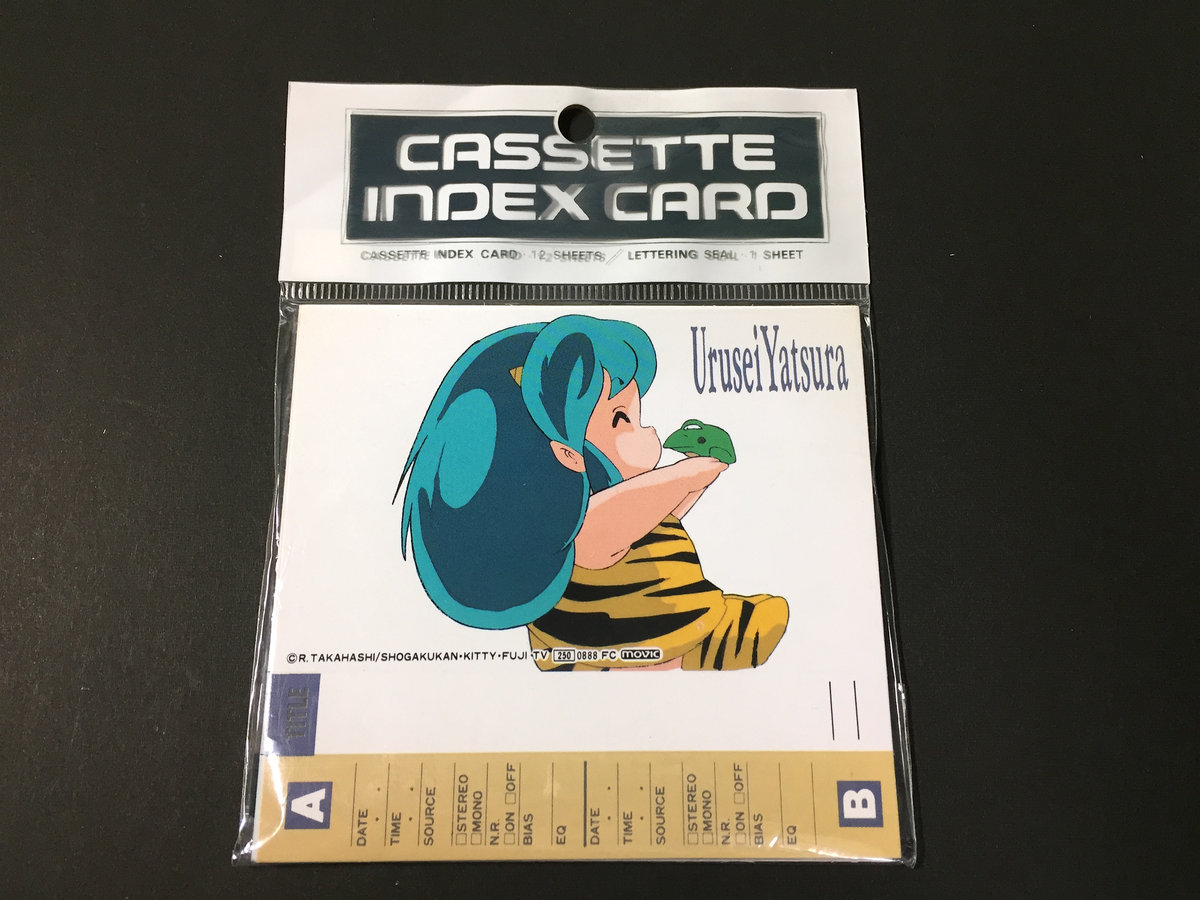 CASSETTE
INDEX CARD
CASSETTE INDEX CARD · 12 SHEETS / LETTERING SEAL · 1 SHEET
Urusei Yatsura
©R.TAKAHASHI/SHOGAKUKAN·KITTY·FUJI·TV 250 0888 FC movic
TITLE
A
DATE · ·
TIME · ·
SOURCE
□STEREO
□MONO
N.R.
□ON □OFF
BIAS
EQ
DATE · ·
TIME · ·
SOURCE
□STEREO
□MONO
N.R.
□ON □OFF
BIAS
EQ
B